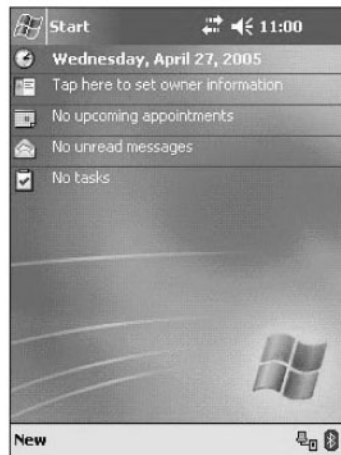 Start 11:00
Wednesday, April 27, 2005
Tap here to set owner information
No upcoming appointments
No unread messages
No tasks
New